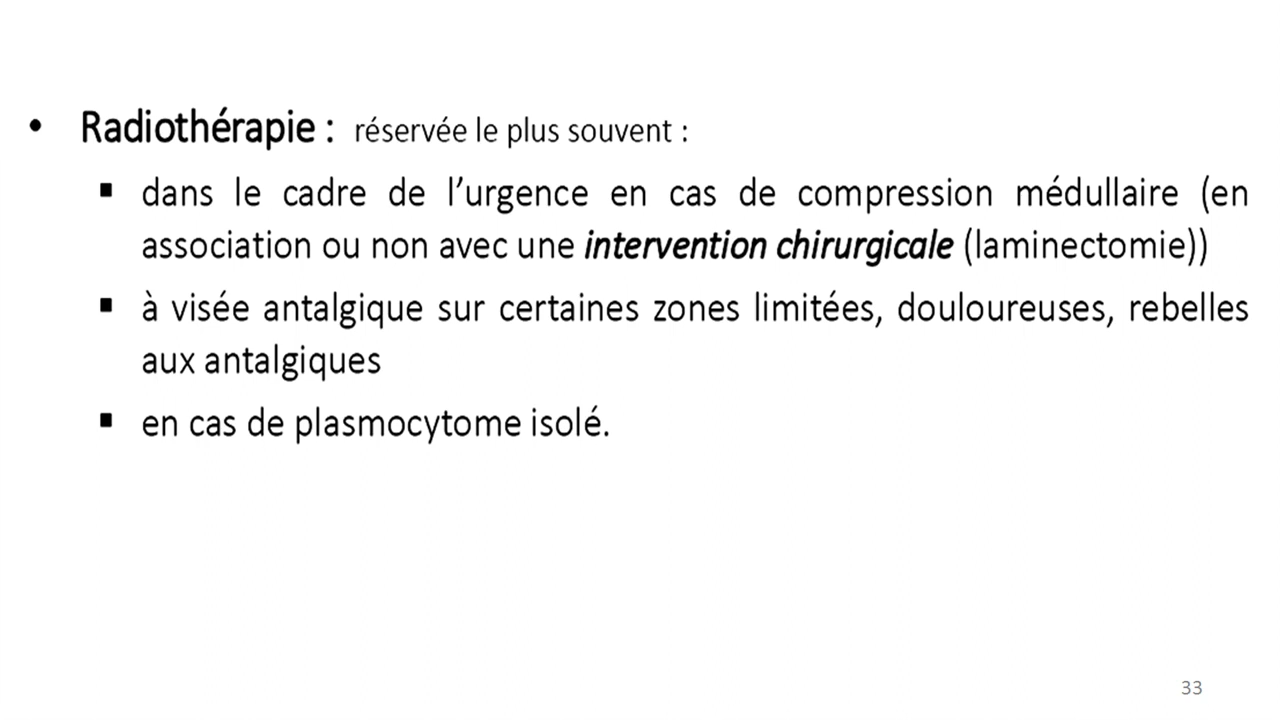 • Radiothérapie : réservée le plus souvent :
▪ dans le cadre de l’urgence en cas de compression médullaire (en
association ou non avec une intervention chirurgicale (laminectomie))
▪ à visée antalgique sur certaines zones limitées, douloureuses, rebelles
aux antalgiques
▪ en cas de plasmocytome isolé.
33